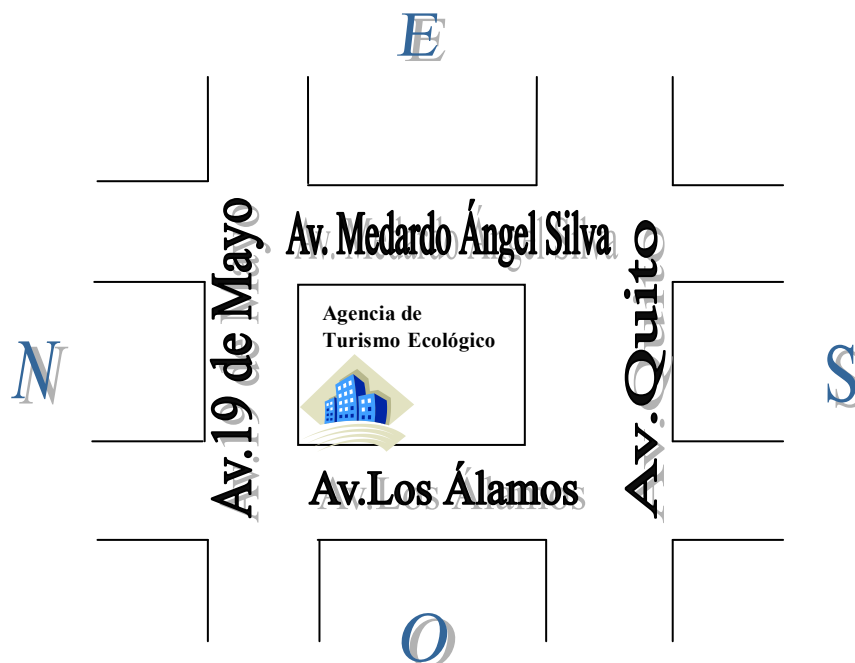 E
Av. Medardo Ángel Silva
Av.19 de Mayo
Agencia de
Turismo Ecológico
Av.Quito
N
S
Av.Los Álamos
O